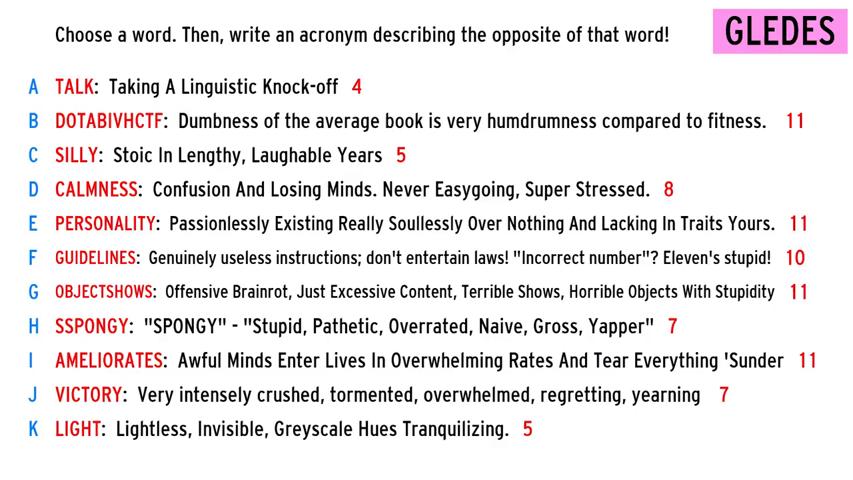 Choose a word. Then, write an acronym describing the opposite of that word!
GLEDES
A TALK: Taking A Linguistic Knock-off 4
B DOTABIVHCTF: Dumbness of the average book is very humdrumness compared to fitness. 11
C SILLY: Stoic In Lengthy, Laughable Years 5
D CALMNESS: Confusion And Losing Minds. Never Easygoing, Super Stressed. 8
E PERSONALITY: Passionlessly Existing Really Soullessly Over Nothing And Lacking In Traits Yours. 11
F GUIDELINES: Genuinely useless instructions; don't entertain laws! "Incorrect number"? Eleven's stupid! 10
G OBJECTSHOWS: Offensive Brainrot, Just Excessive Content, Terrible Shows, Horrible Objects With Stupidity 11
H SSPONGY: "SPONGY" - "Stupid, Pathetic, Overrated, Naive, Gross, Yapper" 7
I AMELIORATES: Awful Minds Enter Lives In Overwhelming Rates And Tear Everything 'Sunder 11
J VICTORY: Very intensely crushed, tormented, overwhelmed, regretting, yearning 7
K LIGHT: Lightless, Invisible, Greyscale Hues Tranquilizing. 5